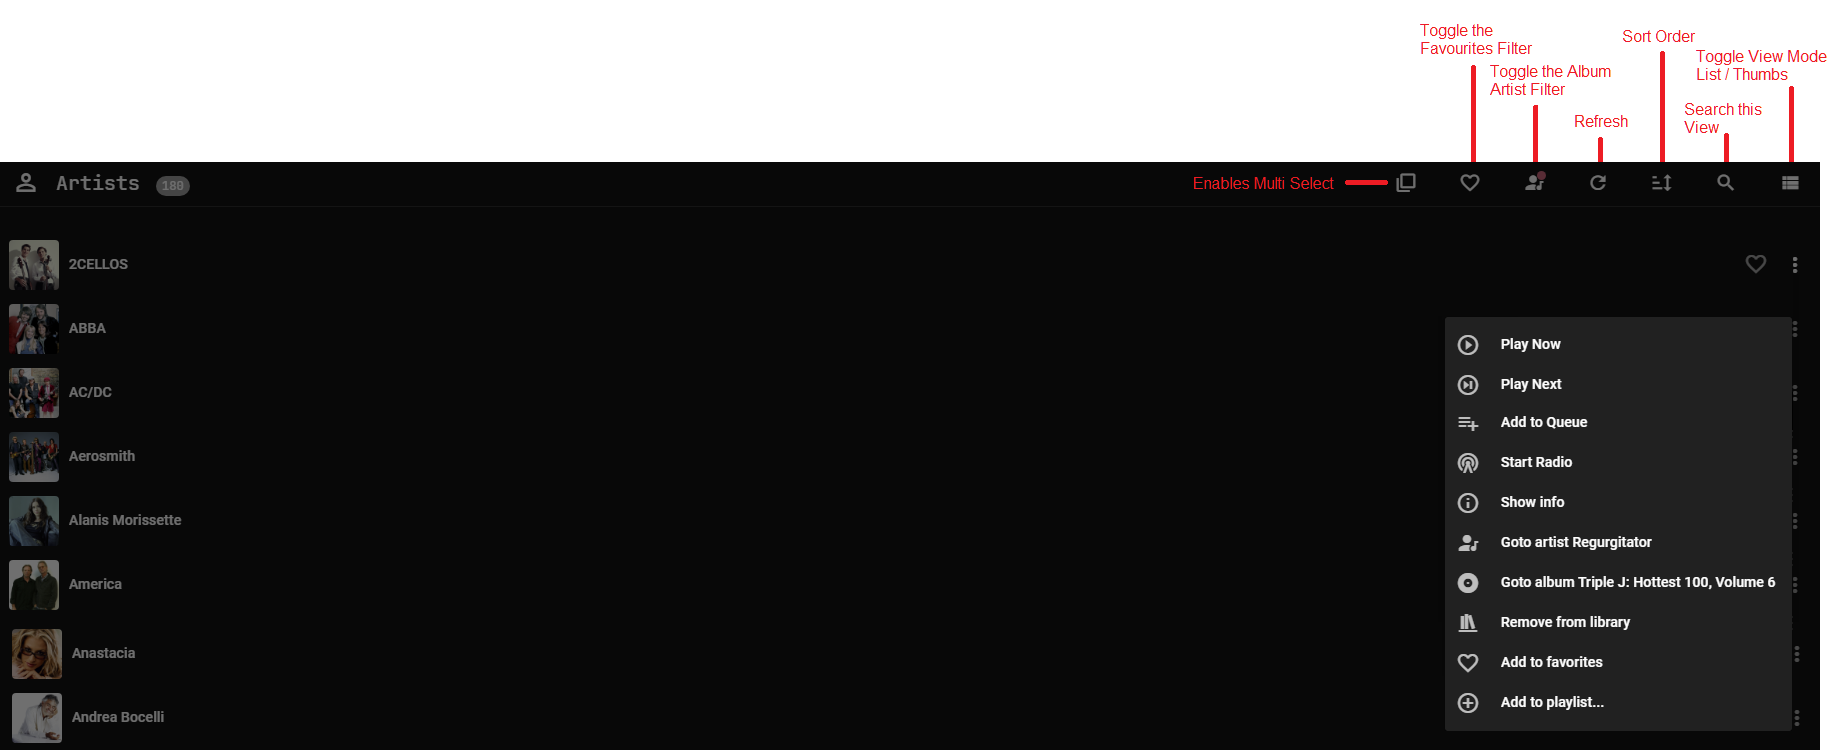 Toggle the
Favourites Filter
Sort Order
Toggle View Mode
List / Thumbs
Toggle the Album
Artist Filter
Search this
View
Refresh
Artists 180
Enables Multi Select
2CELLOS
ABBA
AC/DC
Aerosmith
Alanis Morissette
America
Anastacia
Andrea Bocelli
Play Now
Play Next
Add to Queue
Start Radio
Show info
Goto artist Regurgitator
Goto album Triple J: Hottest 100, Volume 6
Remove from library
Add to favorites
Add to playlist...